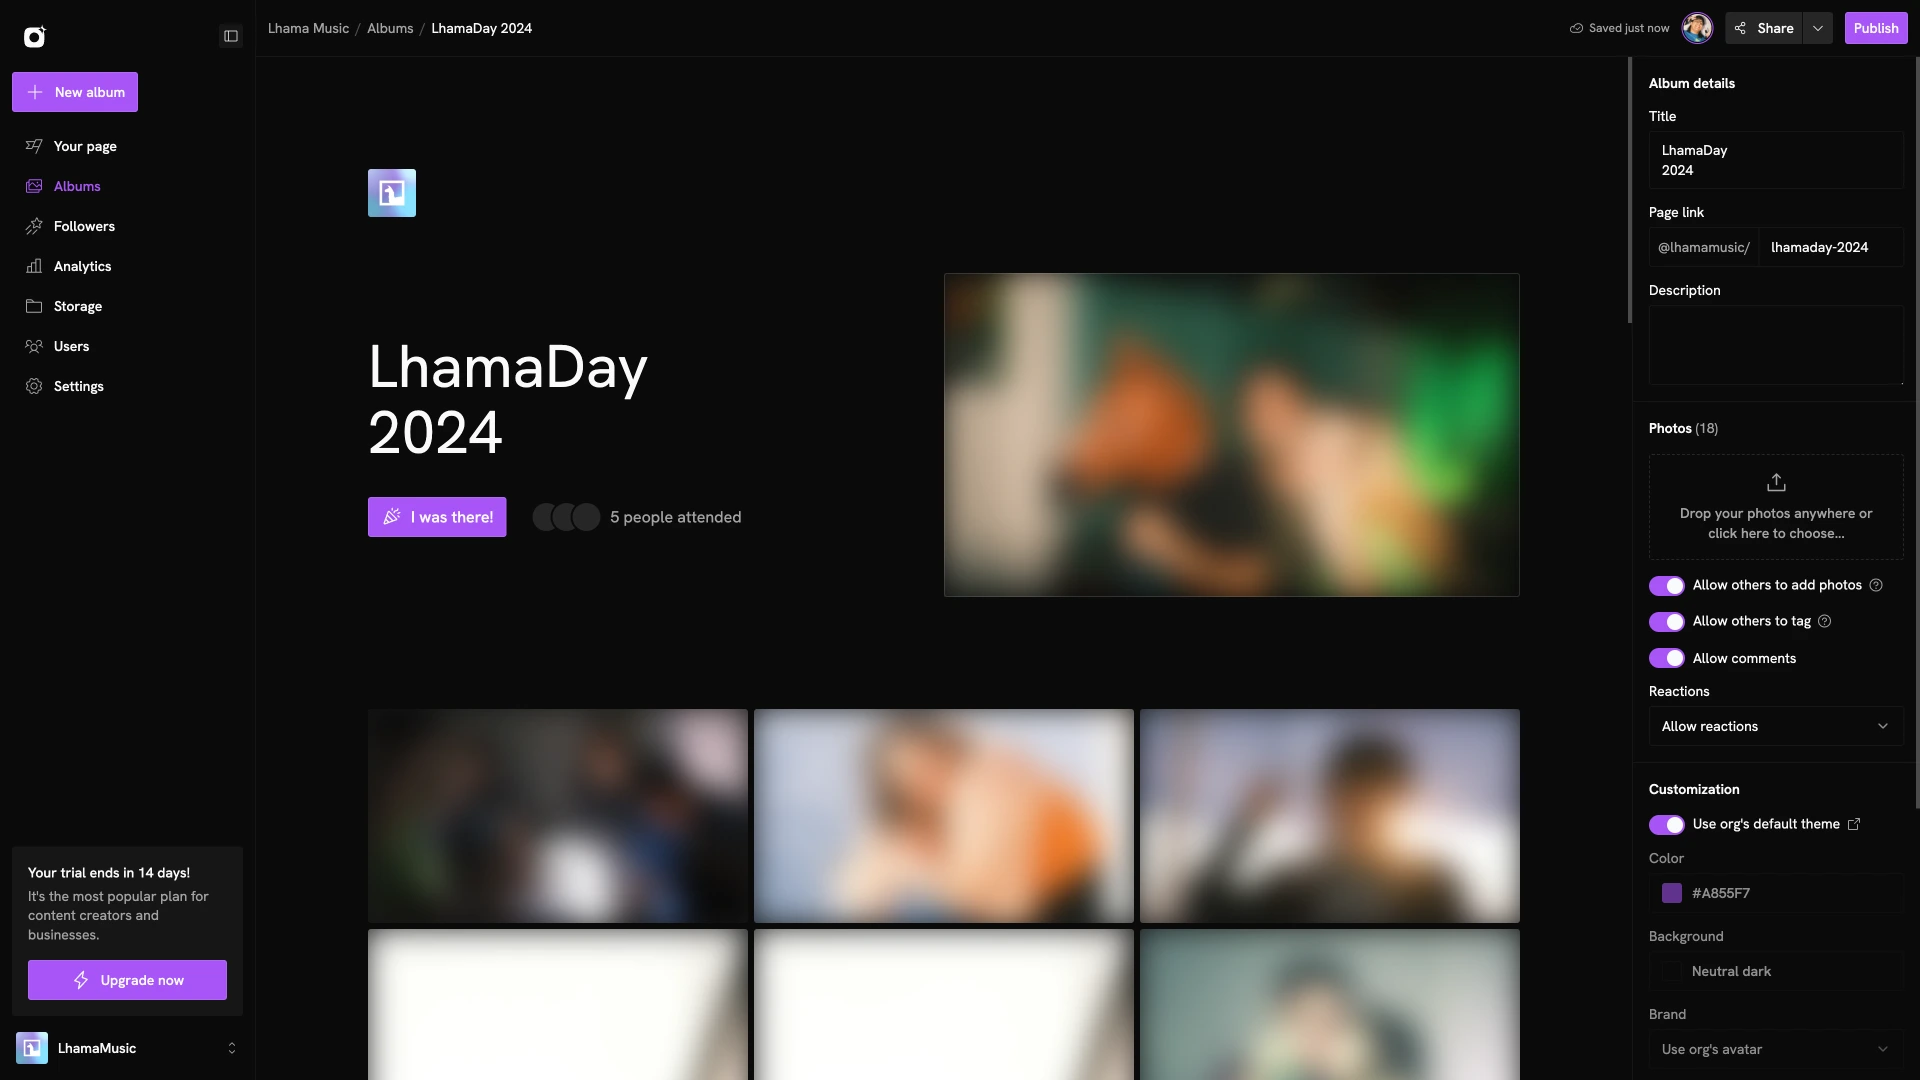 Lhama Music / Albums / LhamaDay 2024
Saved just now
Share
Publish
New album
Your page
Albums
Followers
Analytics
Storage
Users
Settings
Your trial ends in 14 days!
It's the most popular plan for
content creators and
businesses.
Upgrade now
LhamaMusic
LhamaDay
2024
I was there!
5 people attended
Album details
Title
LhamaDay
2024
Page link
@lhamamusic/
lhamaday-2024
Description
Photos (18)
Drop your photos anywhere or
click here to choose...
Allow others to add photos
Allow others to tag
Allow comments
Reactions
Allow reactions
Customization
Use org's default theme
Color
#A855F7
Background
Neutral dark
Brand
Use org's avatar